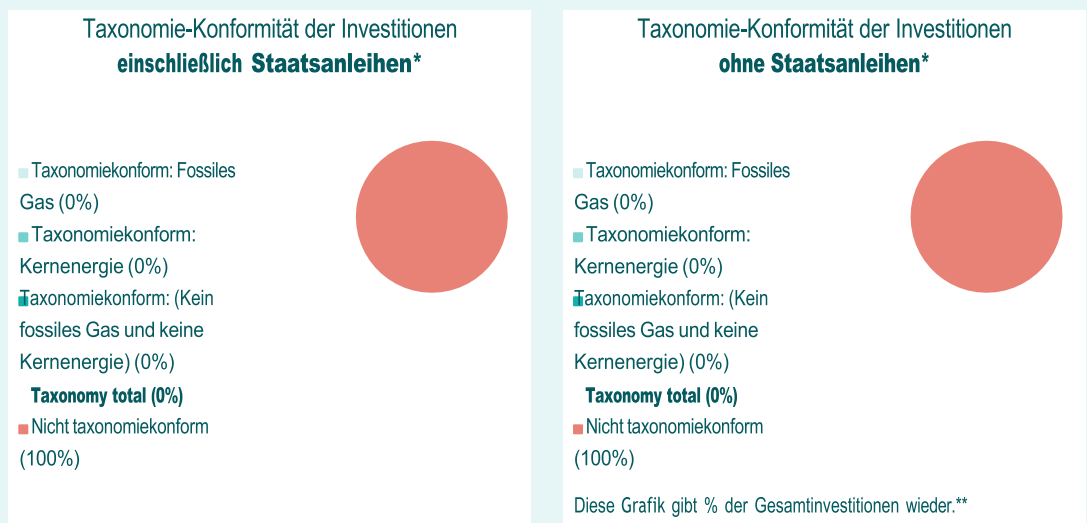 Taxonomie-Konformität der Investitionen
einschließlich Staatsanleihen*
Taxonomiekonform: Fossiles
Gas (0%)
Taxonomiekonform:
Kernenergie (0%)
Taxonomiekonform: (Kein
fossiles Gas und keine
Kernenergie) (0%)
Taxonomy total (0%)
Nicht taxonomiekonform
(100%)
Taxonomie-Konformität der Investitionen
ohne Staatsanleihen*
Taxonomiekonform: Fossiles
Gas (0%)
Taxonomiekonform:
Kernenergie (0%)
Taxonomiekonform: (Kein
fossiles Gas und keine
Kernenergie) (0%)
Taxonomy total (0%)
Nicht taxonomiekonform
(100%)
Diese Grafik gibt % der Gesamtinvestitionen wieder.**